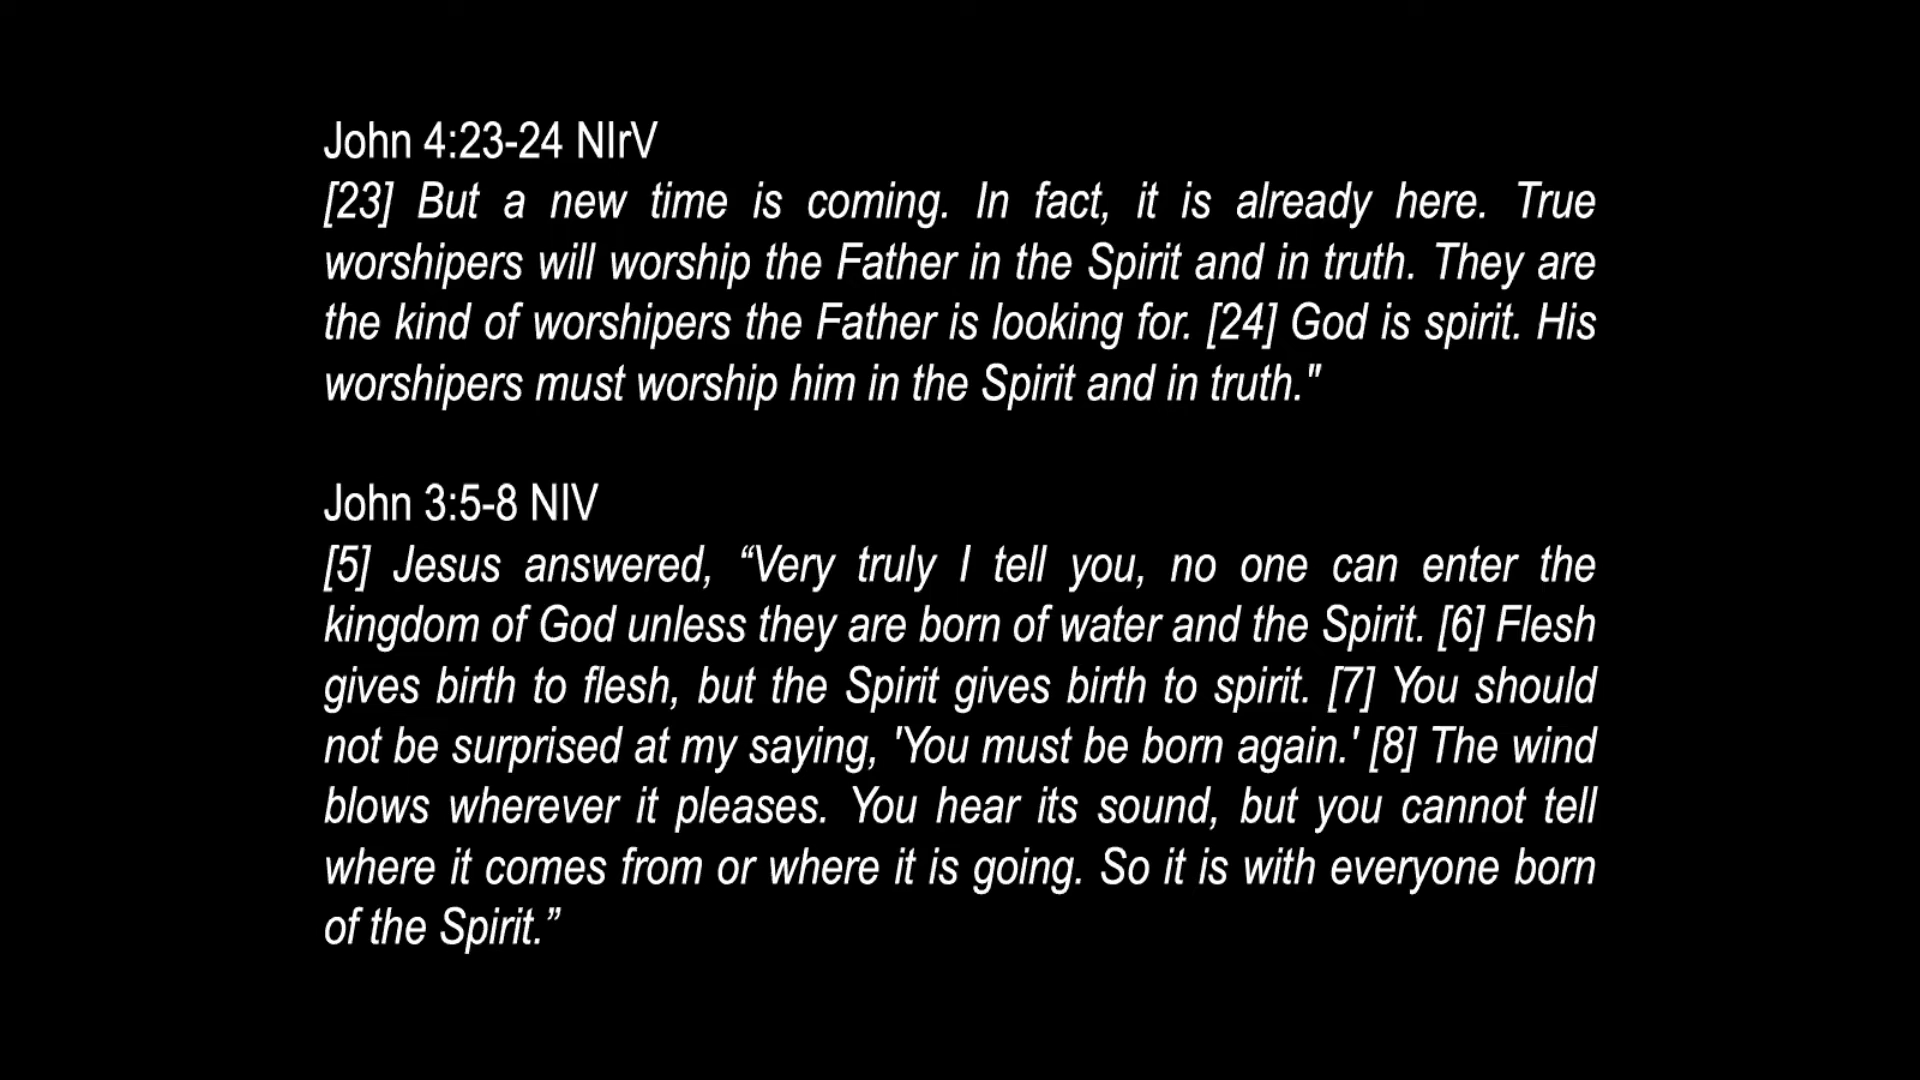 John 4:23-24 NIrV
[23] But a new time is coming. In fact, it is already here. True
worshipers will worship the Father in the Spirit and in truth. They are
the kind of worshipers the Father is looking for. [24] God is spirit. His
worshipers must worship him in the Spirit and in truth."
John 3:5-8 NIV
[5] Jesus answered, “Very truly I tell you, no one can enter the
kingdom of God unless they are born of water and the Spirit. [6] Flesh
gives birth to flesh, but the Spirit gives birth to spirit. [7] You should
not be surprised at my saying, 'You must be born again.' [8] The wind
blows wherever it pleases. You hear its sound, but you cannot tell
where it comes from or where it is going. So it is with everyone born
of the Spirit.”